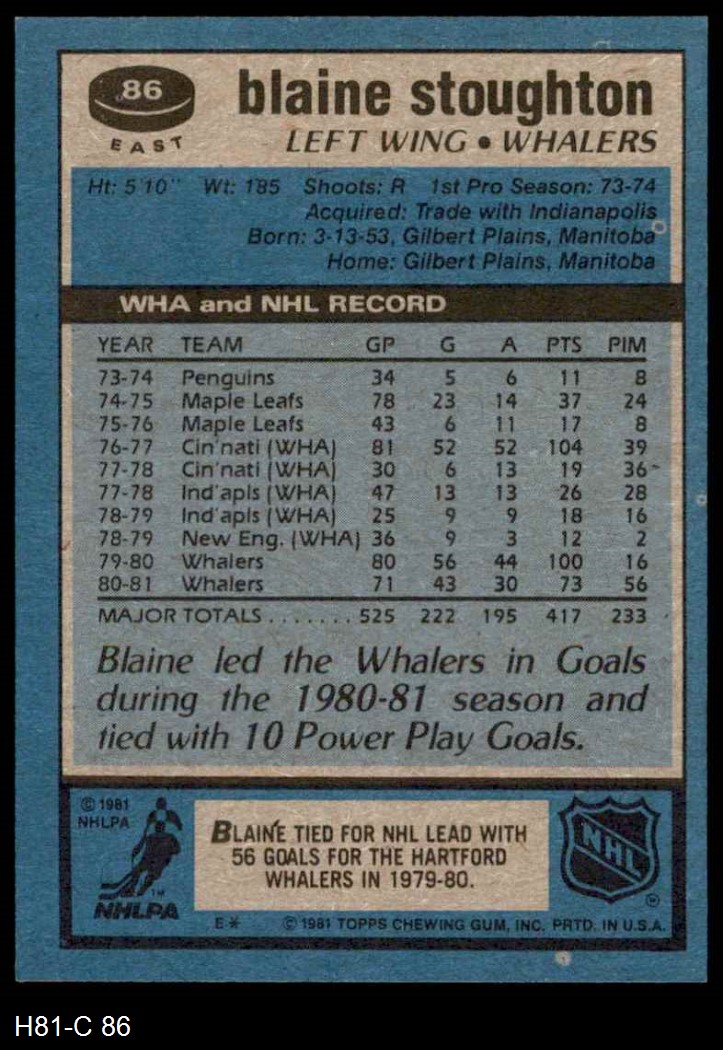 86
EAST
blaine stoughton
LEFT WING • WHALERS
Ht: 5'10" Wt: 185 Shoots: R 1st Pro Season: 73-74
Acquired: Trade with Indianapolis
Born: 3-13-53, Gilbert Plains, Manitoba
Home: Gilbert Plains, Manitoba
WHA and NHL RECORD
YEAR TEAM GP G A PTS PIM
73-74 Penguins 34 5 6 11 8
74-75 Maple Leafs 78 23 14 37 24
75-76 Maple Leafs 43 6 11 17 8
76-77 Cin'nati (WHA) 81 52 52 104 39
77-78 Cin'nati (WHA) 30 6 13 19 36
77-78 Ind'apls (WHA) 47 13 13 26 28
78-79 Ind'apls (WHA) 25 9 9 18 16
78-79 New Eng. (WHA) 36 9 3 12 2
79-80 Whalers 80 56 44 100 16
80-81 Whalers 71 43 30 73 56
MAJOR TOTALS ....... 525 222 195 417 233
Blaine led the Whalers in Goals
during the 1980-81 season and
tied with 10 Power Play Goals.
© 1981
NHLPA
NHLPA
TM
BLAINE TIED FOR NHL LEAD WITH
56 GOALS FOR THE HARTFORD
WHALERS IN 1979-80.
NHL
E* © 1981 TOPPS CHEWING GUM, INC. PRTD. IN U.S.A.
H81-C 86